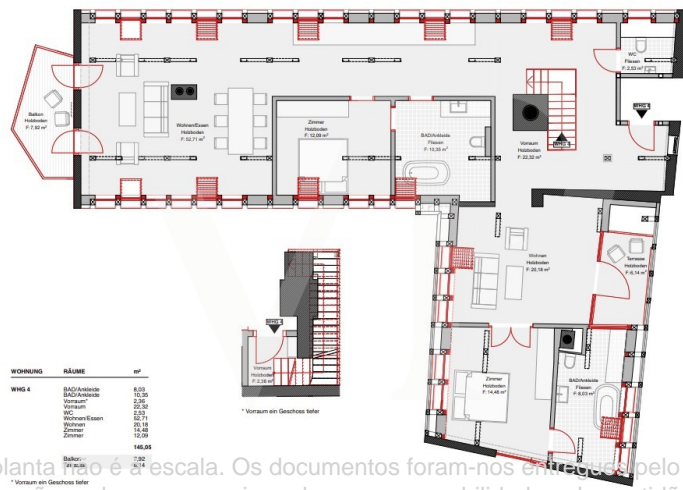 WC
Fliesen
F: 2,53 m²
WHG 4
Balkon
Holzboden
F: 7,92 m²
Wohnen/Essen
Holzboden
F: 52,71 m²
Zimmer
Holzboden
F: 12,09 m²
BAD/Ankleide
Fliesen
F: 10,35 m²
Vorraum
Holzboden
F: 22,32 m²
WHG 4
Wohnen
Holzboden
F: 20,18 m²
Terrasse
Holzboden
F: 6,14 m²
WHG 4
Vorraum
Holzboden
F: 2,36 m²
Zimmer
Holzboden
F: 14,48 m²
BAD/Ankleide
Fliesen
F: 8,03 m²
* Vorraum ein Geschoss tiefer
WOHNUNG RÄUME m²
WHG 4 BAD/Ankleide 8,03
BAD/Ankleide 10,35
Vorraum* 2,36
Vorraum 22,32
WC 2,53
Wohnen/Essen 52,71
Wohnen 20,18
Zimmer 14,48
Zimmer 12,09
145,05
Balkon 7,92
Terrasse 6,14
planta não é à escala. Os documentos foram-nos entregues pelo
* Vorraum ein Geschoss tiefer